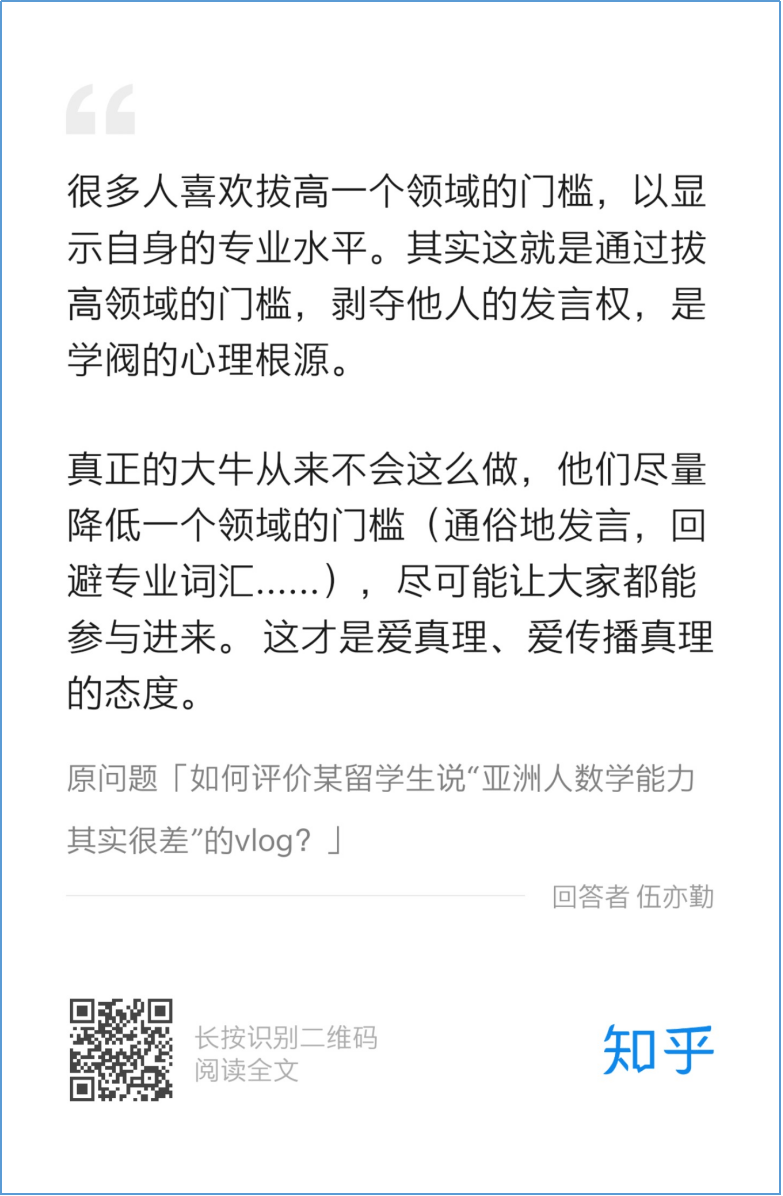 “
很多人喜欢拔高一个领域的门槛，以显
示自身的专业水平。其实这就是通过拔
高领域的门槛，剥夺他人的发言权，是
学阀的心理根源。
真正的大牛从来不会这么做，他们尽量
降低一个领域的门槛（通俗地发言，回
避专业词汇......），尽可能让大家都能
参与进来。 这才是爱真理、爱传播真理
的态度。
原问题「如何评价某留学生说“亚洲人数学能力
其实很差”的vlog？」
回答者 伍亦勤
长按识别二维码
阅读全文
知乎